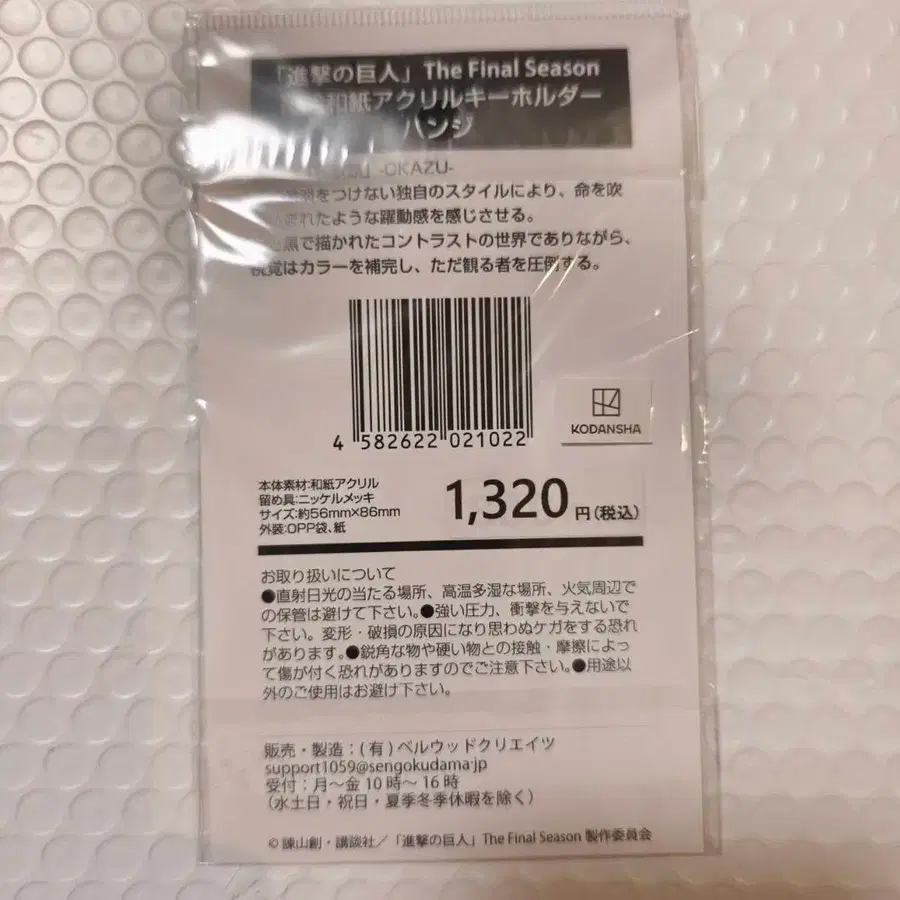 「進撃の巨人」The Final Season
和紙アクリルキーホルダー
ハンジ
-OKAZU-
をつけない独自のスタイルにより、命を吹
れたような躍動感を感じさせる。
黒で描かれたコントラストの世界でありながら、
視覚はカラーを補完し、ただ観る者を圧倒する。
4 582622 021022
KODANSHA
本体素材:和紙アクリル
留め具:ニッケルメッキ
サイズ:約56mm×86mm
外装:OPP袋、紙
1,320 円(税込)
お取り扱いについて
●直射日光の当たる場所、高温多湿な場所、火気周辺で
の保管は避けて下さい。●強い圧力、衝撃を与えないで
下さい。変形・破損の原因になり思わぬケガをする恐れ
があります。●鋭角な物や硬い物との接触・摩擦によっ
て傷が付く恐れがありますのでご注意下さい。●用途以
外のご使用はお避け下さい。
販売・製造：(有)ベルウッドクリエイツ
support1059@sengokudama.jp
受付：月～金10時～16時
（水土日・祝日・夏季冬季休暇を除く）
© 諫山創・講談社／「進撃の巨人」The Final Season 製作委員会